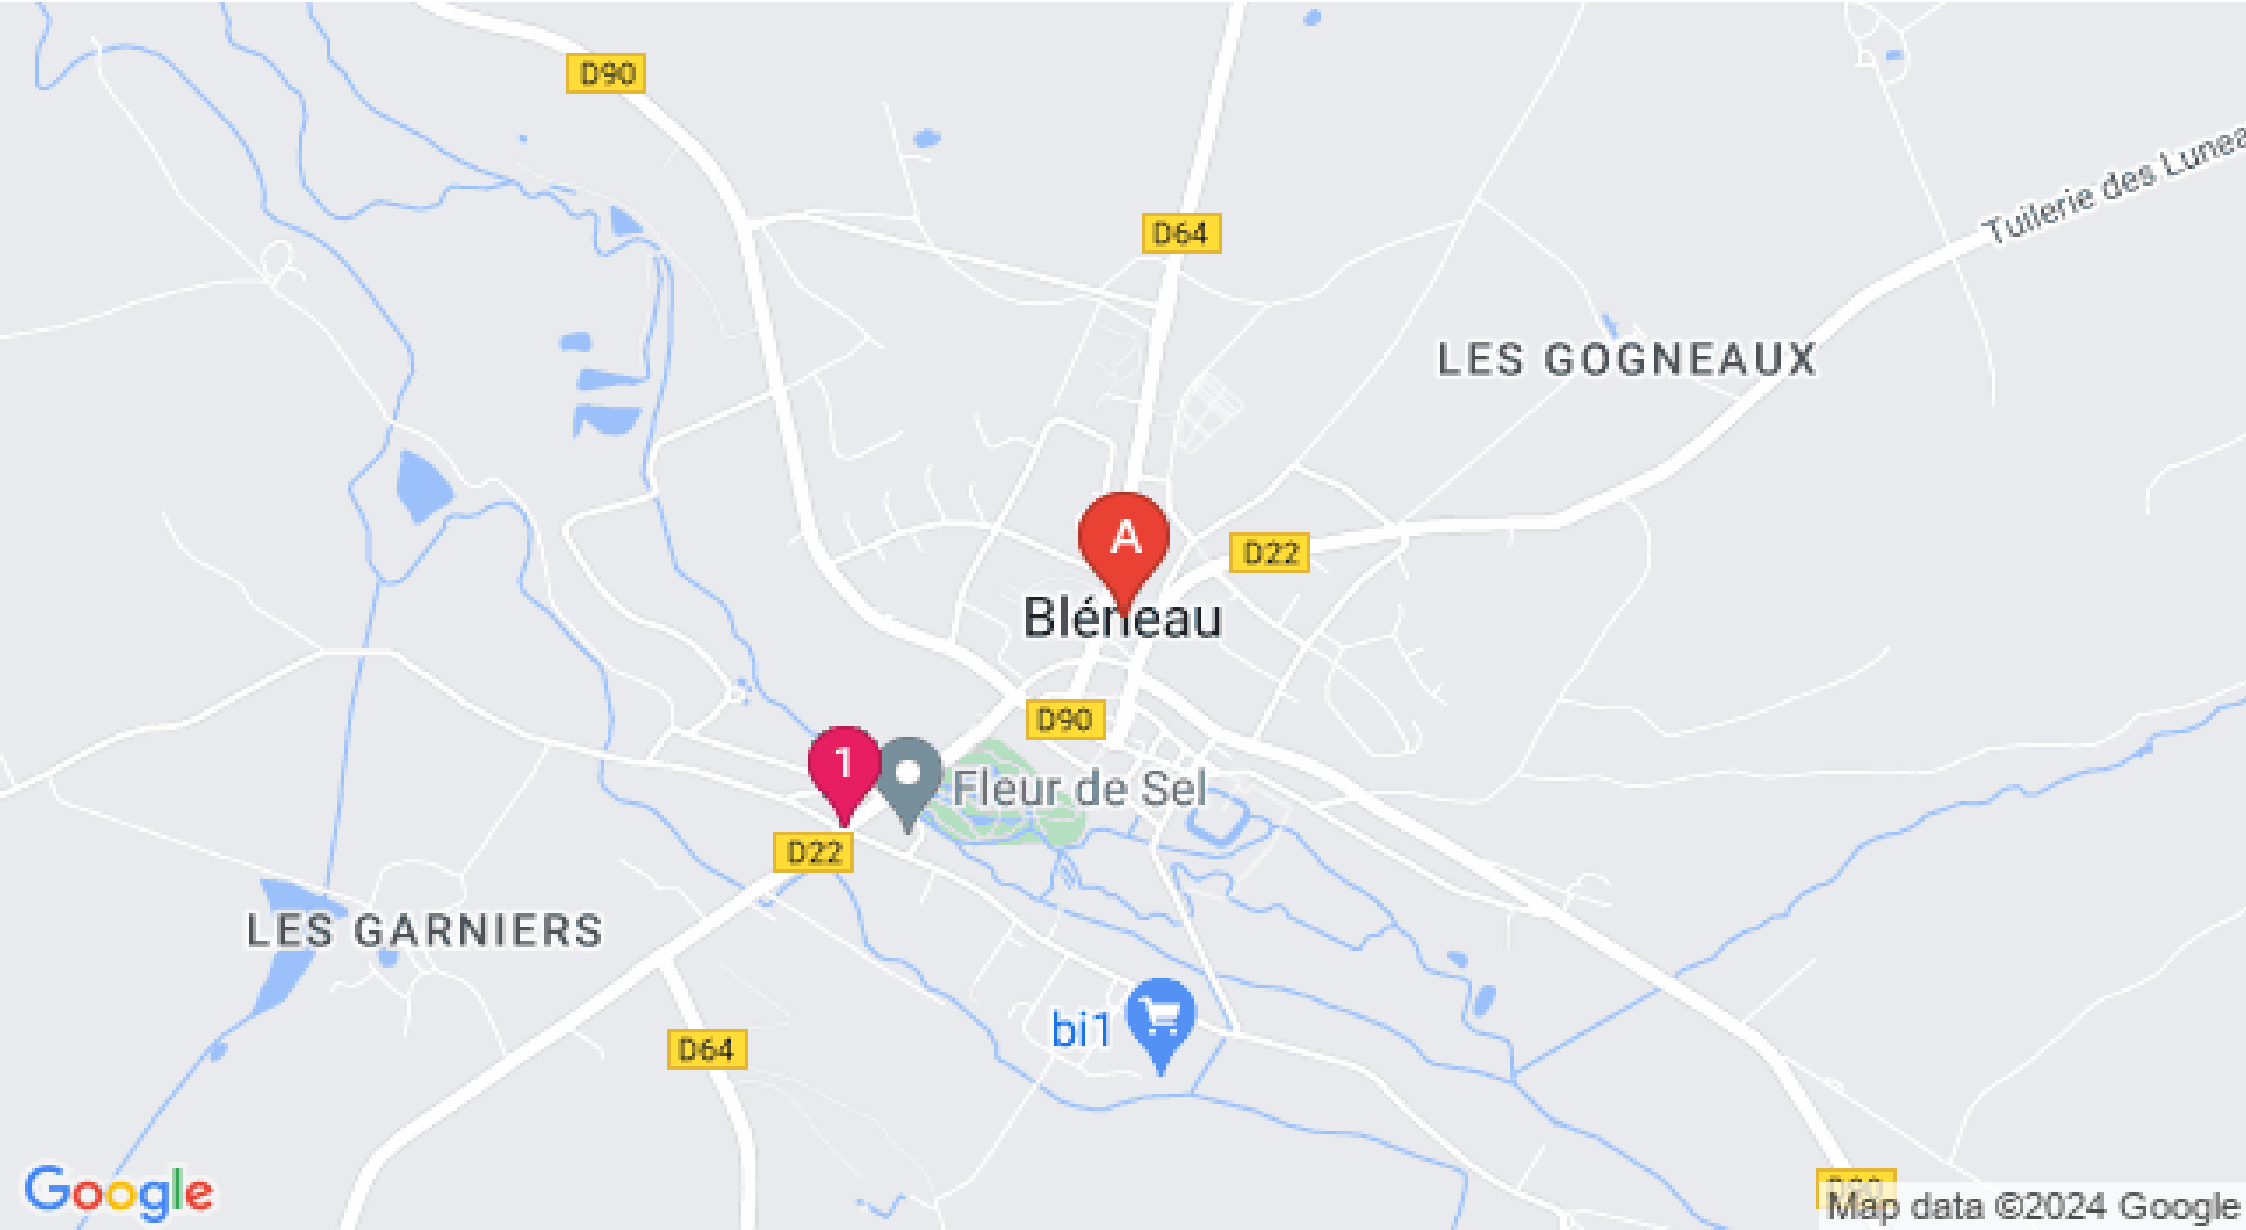 D90
Tuilerie des Lunea
D64
LES GOGNEAUX
A
D22
Bléneau
D90
1
Fleur de Sel
D22
LES GARNIERS
bi1
D64
Google
Map data ©2024 Google